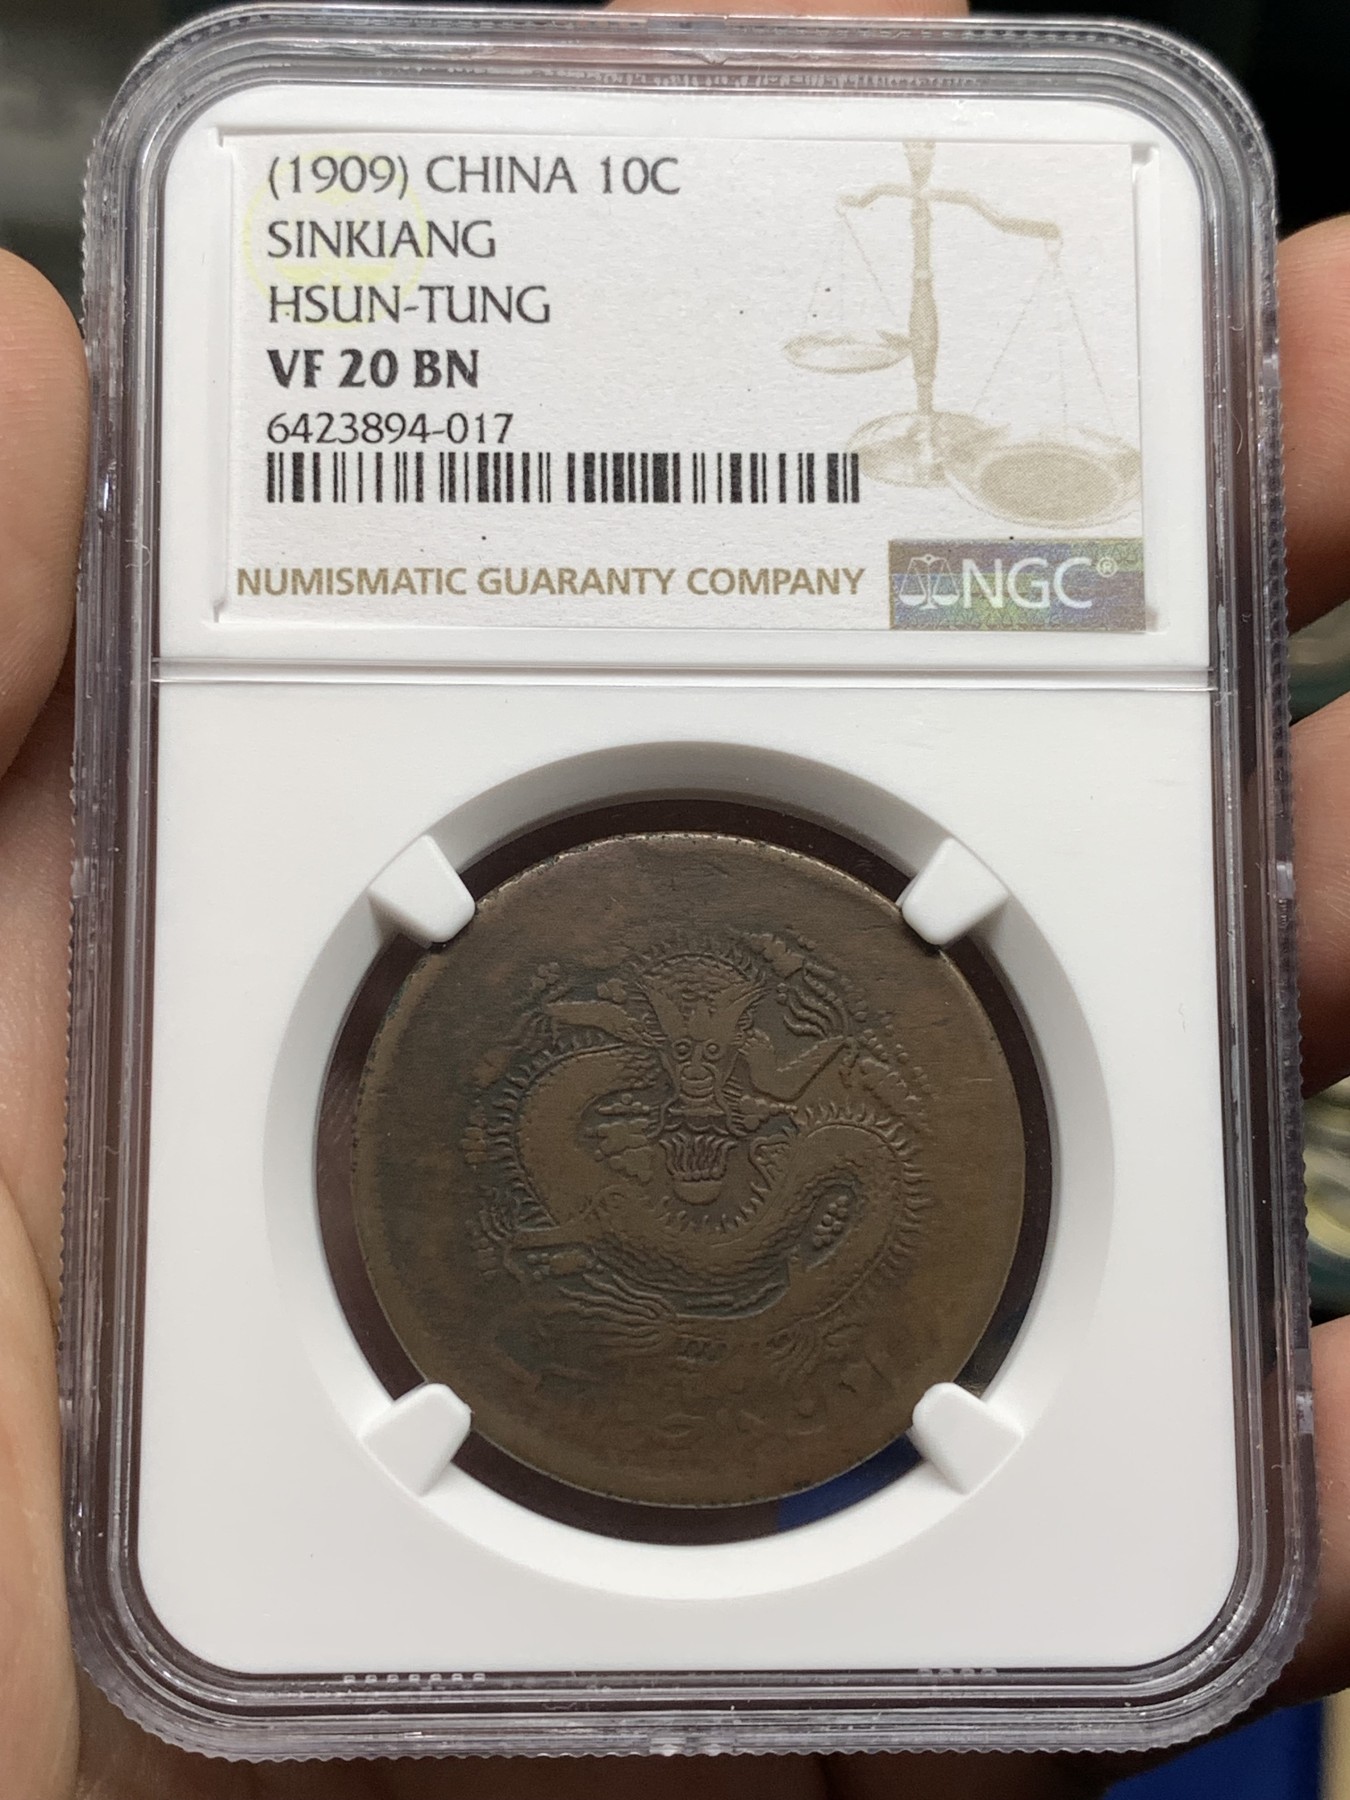 (1909) CHINA 10C
SINKIANG
HSUN-TUNG
VF 20 BN
6423894-017
NUMISMATIC GUARANTY COMPANY
NGC®